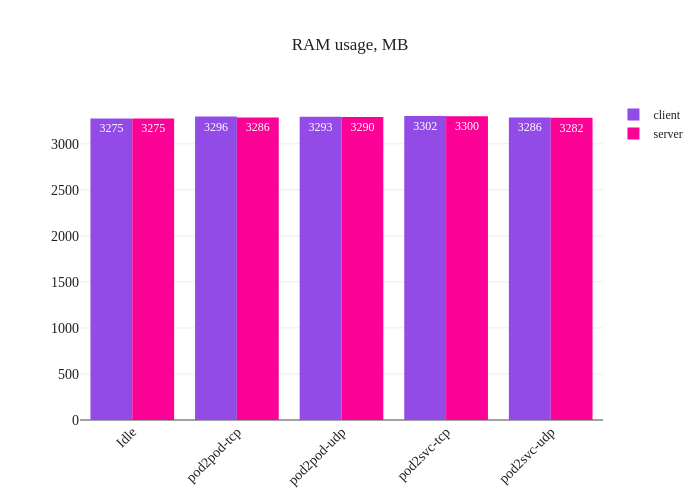 RAM usage, MB
client
server
3275 3275 3296 3286 3293 3290 3302 3300 3286 3282
3000
2500
2000
1500
1000
500
0
Idle
pod2pod-tcp
pod2pod-udp
pod2svc-tcp
pod2svc-udp